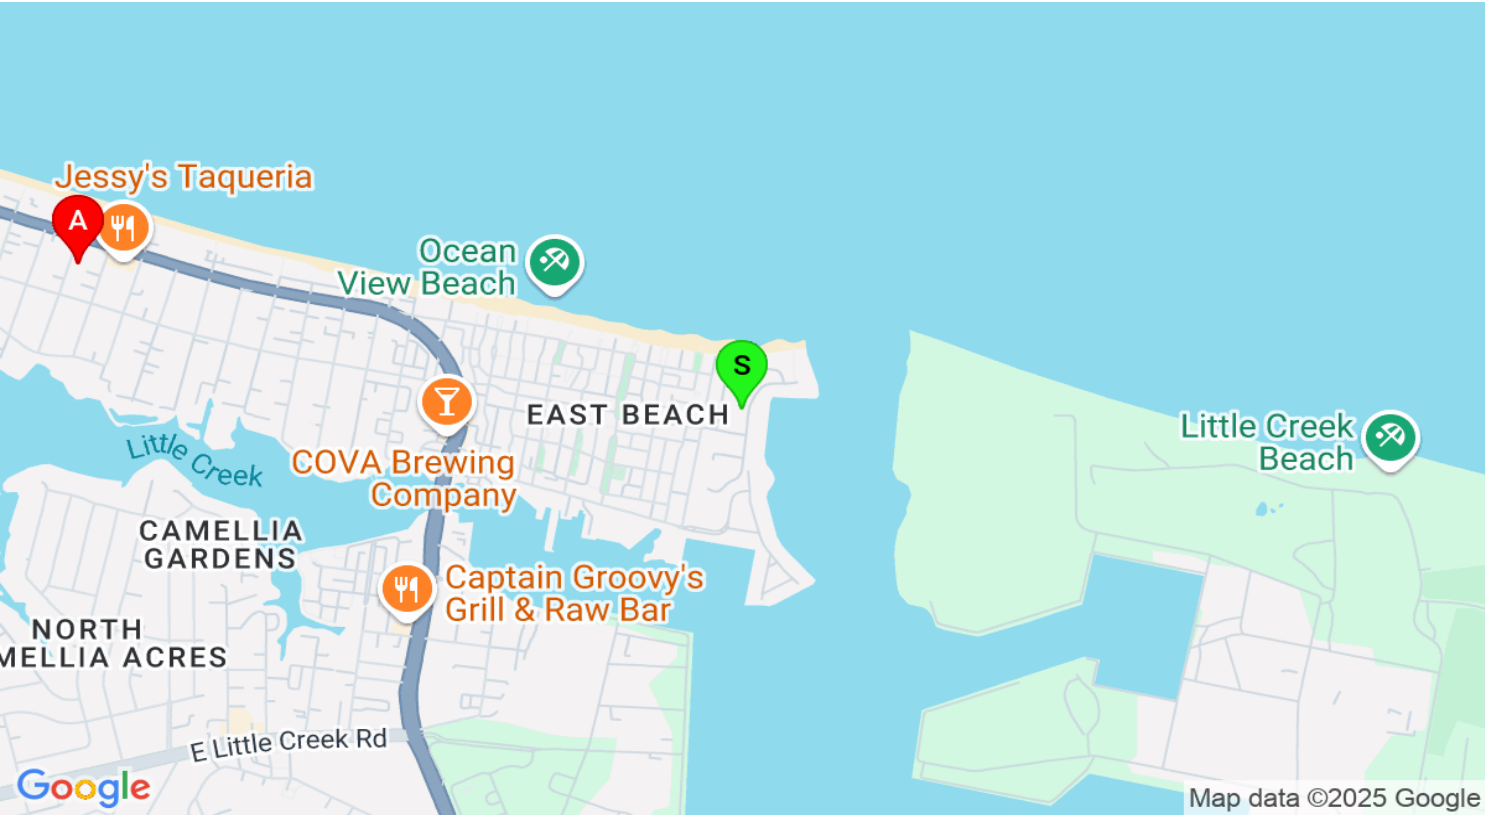 Jessy's Taqueria
A
Ocean
View Beach
S
EAST BEACH
Little Creek
Beach
Little Creek
COVA Brewing
Company
CAMELLIA
GARDENS
Captain Groovy's
Grill & Raw Bar
NORTH
MELLIA ACRES
E Little Creek Rd
Google
Map data ©2025 Google